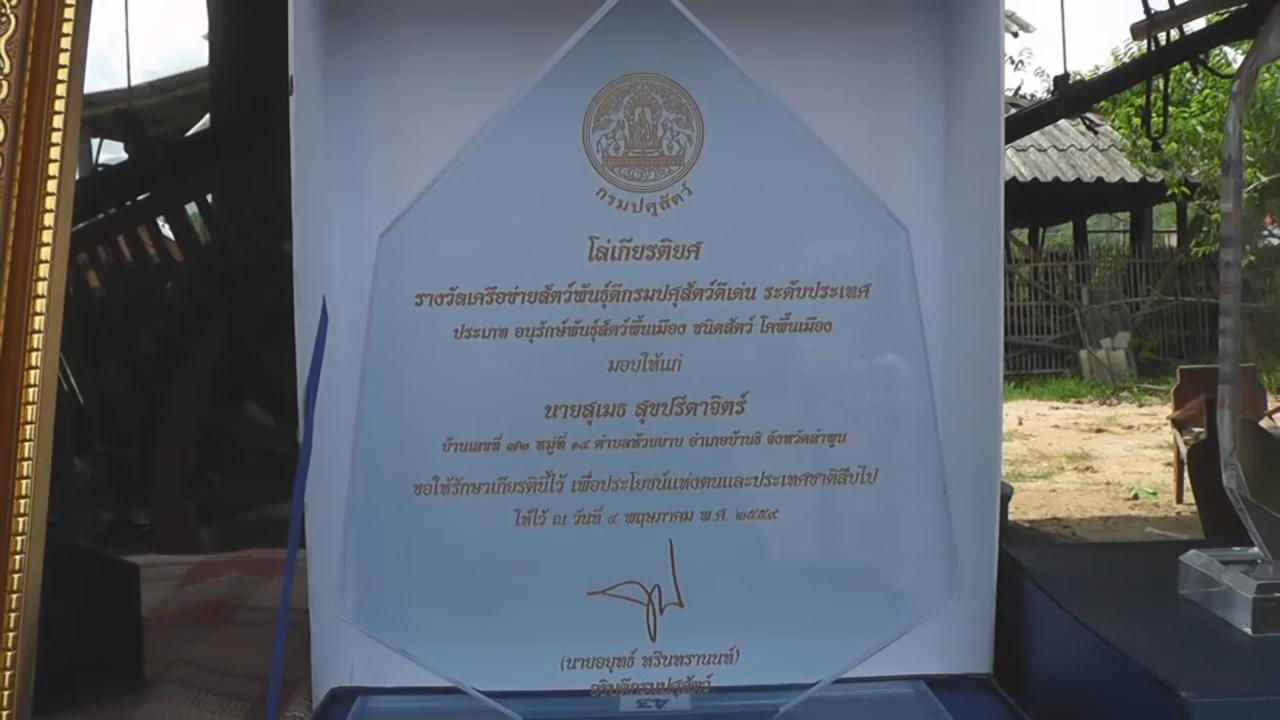 กรมปศุสัตว์
โล่เกียรติยศ
รางวัลเครือข่ายสัตว์พันธุ์ดีกรมปศุสัตว์ดีเด่น ระดับประเทศ
ประเภท อนุรักษ์พันธุ์สัตว์พื้นเมือง ชนิดสัตว์ โคพื้นเมือง
มอบให้แก่
นายสุเมธ สุขปรีดาจิตร์
บ้านเลขที่ ๗๒ หมู่ที่ ๑๔ ตำบลห้วยยาบ อำเภอบ้านธิ จังหวัดลำพูน
ขอให้รักษาเกียรตินี้ไว้ เพื่อประโยชน์แห่งตนและประเทศชาติสืบไป
ให้ไว้ ณ วันที่ ๔ พฤษภาคม พ.ศ. ๒๕๕๙
(นายอยุทธ์ หรินทรานนท์)
อธิบดีกรมปศุสัตว์